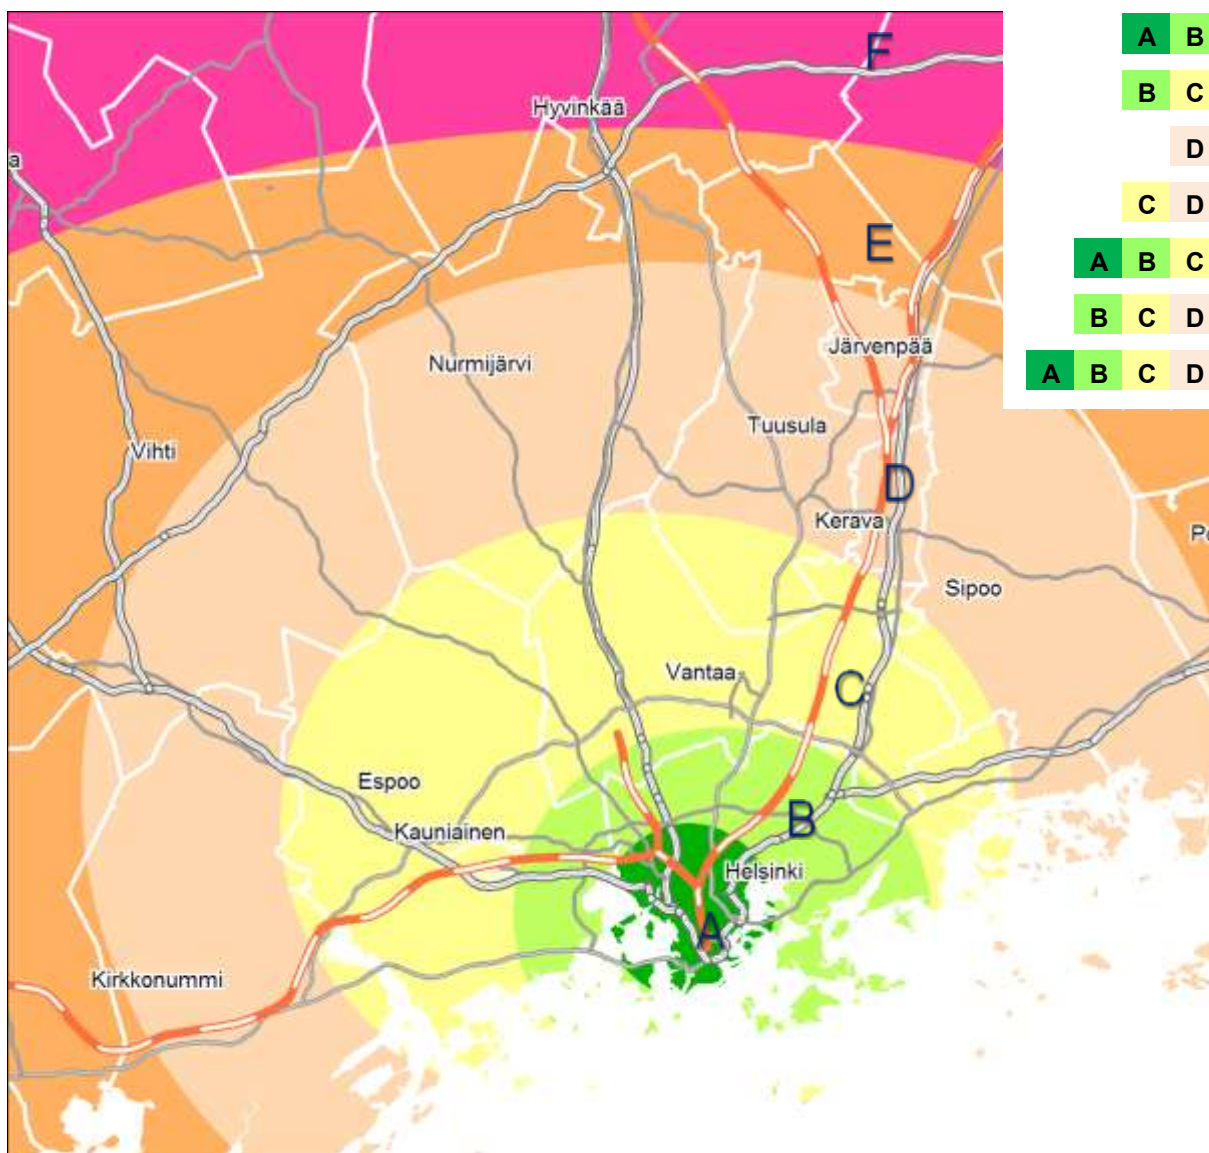 A B
B C
D
C D
A B C
B C D
A B C D
F
Hyvinkää
a
E
Järvenpää
Nurmijärvi
Tuusula
Vihti
D
Kerava
Sipoo
Vantaa
C
Espoo
B
Kauniainen
Helsinki
A
Kirkkonummi